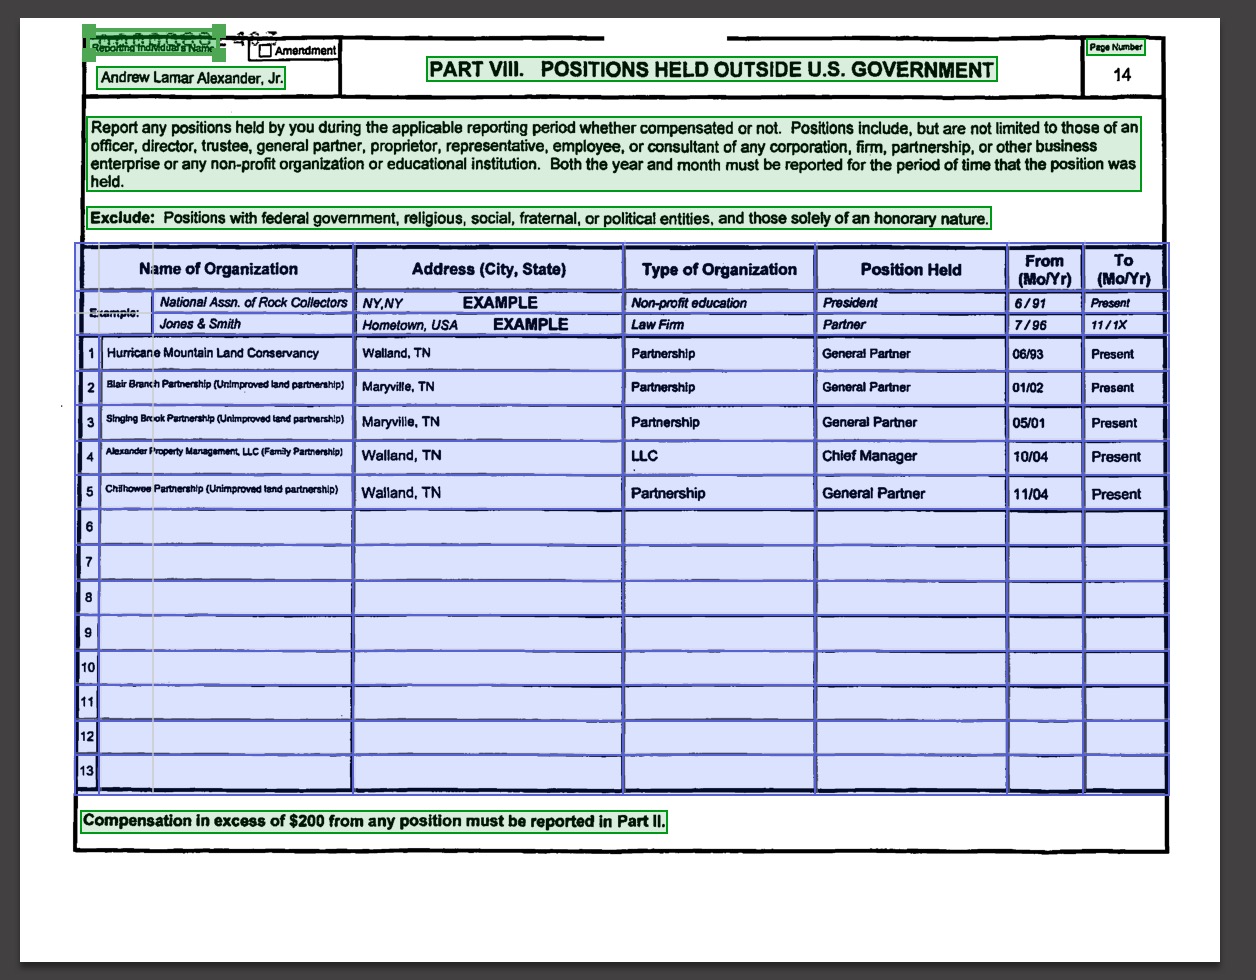 Reporting Individual's Name
Amendment
Andrew Lamar Alexander, Jr.
PART VIII. POSITIONS HELD OUTSIDE U.S. GOVERNMENT
Page Number
14
Report any positions held by you during the applicable reporting period whether compensated or not. Positions include, but are not limited to those of an
officer, director, trustee, general partner, proprietor, representative, employee, or consultant of any corporation, firm, partnership, or other business
enterprise or any non-profit organization or educational institution. Both the year and month must be reported for the period of time that the position was
held.
Exclude: Positions with federal government, religious, social, fraternal, or political entities, and those solely of an honorary nature.
Name of Organization Address (City, State) Type of Organization Position Held From (Mo/Yr) To (Mo/Yr)
Example: National Assn. of Rock Collectors NY,NY EXAMPLE Non-profit education President 6 / 91 Present
Jones & Smith Hometown, USA EXAMPLE Law Firm Partner 7 / 96 11 / 1X
1 Hurricane Mountain Land Conservancy Walland, TN Partnership General Partner 06/93 Present
2 Blair Branch Partnership (Unimproved land partnership) Maryville, TN Partnership General Partner 01/02 Present
3 Singing Brook Partnership (Unimproved land partnership) Maryville, TN Partnership General Partner 05/01 Present
4 Alexander Property Management, LLC (Family Partnership) Walland, TN LLC Chief Manager 10/04 Present
5 Chilhowee Partnership (Unimproved land partnership) Walland, TN Partnership General Partner 11/04 Present
6
7
8
9
10
11
12
13
Compensation in excess of $200 from any position must be reported in Part II.